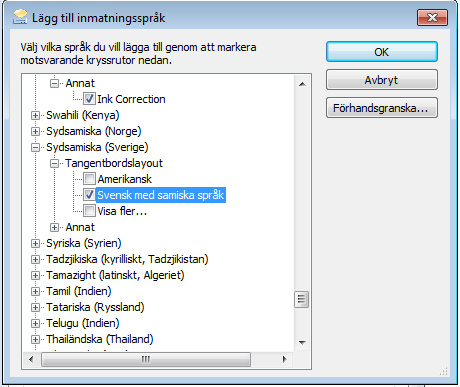 Lägg till inmatningsspråk
Välj vilka språk du vill lägga till genom att markera
motsvarande kryssrutor nedan.
OK
Avbryt
Förhandsgranska...
Annat
Ink Correction
Swahili (Kenya)
Sydsamiska (Norge)
Sydsamiska (Sverige)
Tangentbordslayout
Amerikansk
Svensk med samiska språk
Visa fler...
Annat
Syriska (Syrien)
Tadzjikiska (kyrilliskt, Tadzjikistan)
Tamazight (latinskt, Algeriet)
Tamil (Indien)
Tatariska (Ryssland)
Telugu (Indien)
Thailändska (Thailand)